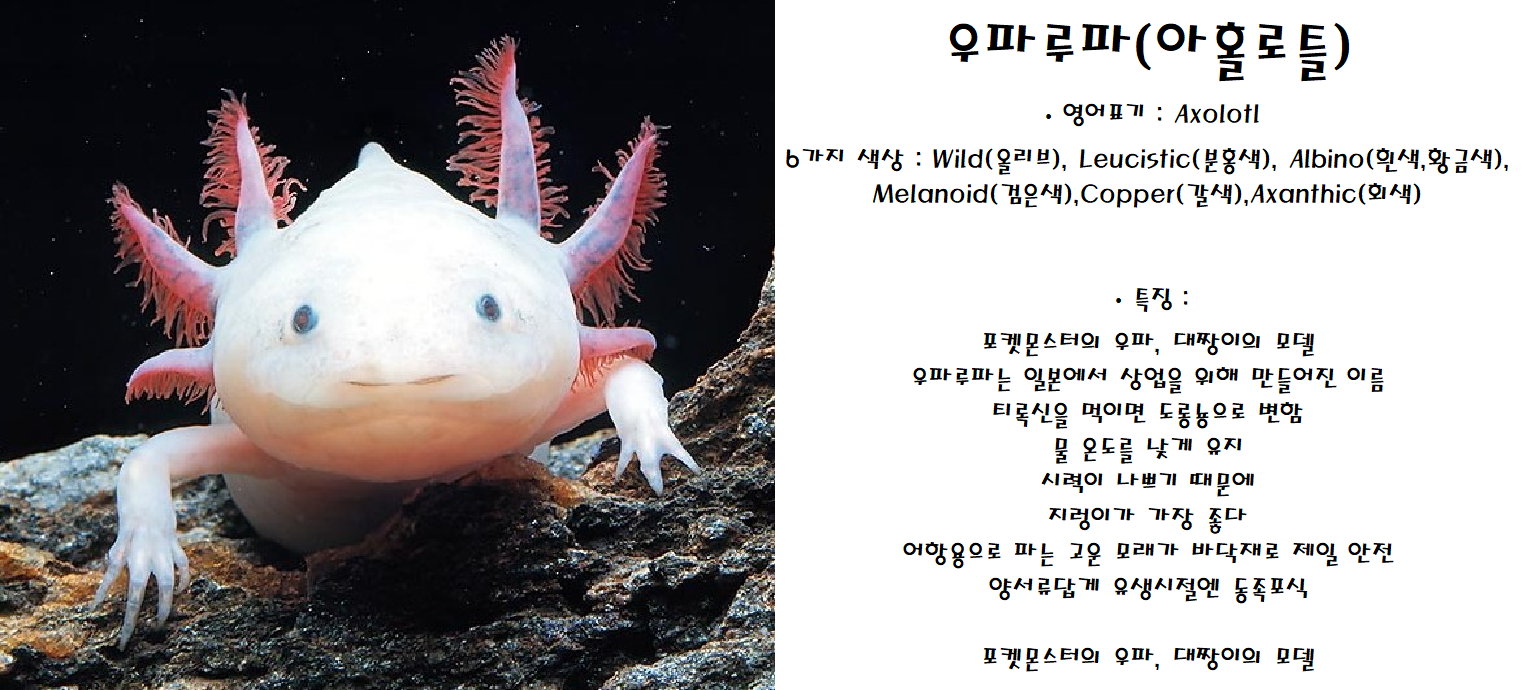 우파루파(아홀로틀)
• 영어표기 : Axolotl
6가지 색상 : Wild(올리브), Leucistic(분홍색), Albino(흰색,황금색),
Melanoid(검은색),Copper(갈색),Axanthic(회색)
• 특징 :
포켓몬스터의 우파, 대짱이의 모델
우파루파는 일본에서 상업을 위해 만들어진 이름
티록신을 먹이면 도롱뇽으로 변함
물 온도를 낮게 유지
시력이 나쁘기 때문에
지렁이가 가장 좋다
어항용으로 파는 고운 모래가 바닥재로 제일 안전
양서류답게 유생시절엔 동족포식
포켓몬스터의 우파, 대짱이의 모델